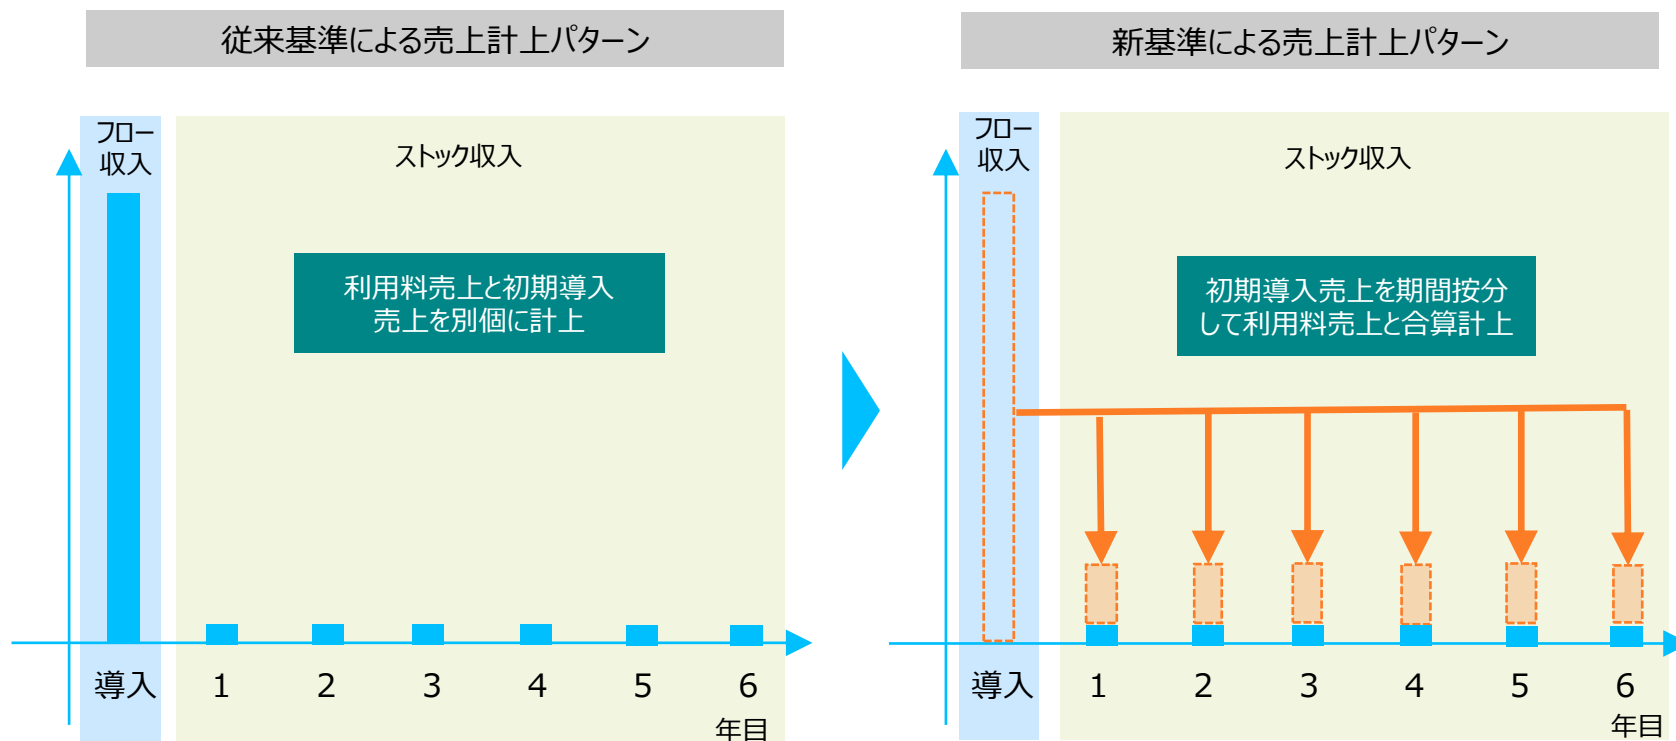 従来基準による売上計上パターン
フロー
収入
ストック収入
利用料売上と初期導入
売上を別個に計上
導入
1
2
3
4
5
6
年目
新基準による売上計上パターン
フロー
収入
ストック収入
初期導入売上を期間按分
して利用料売上と合算計上
導入
1
2
3
4
5
6
年目